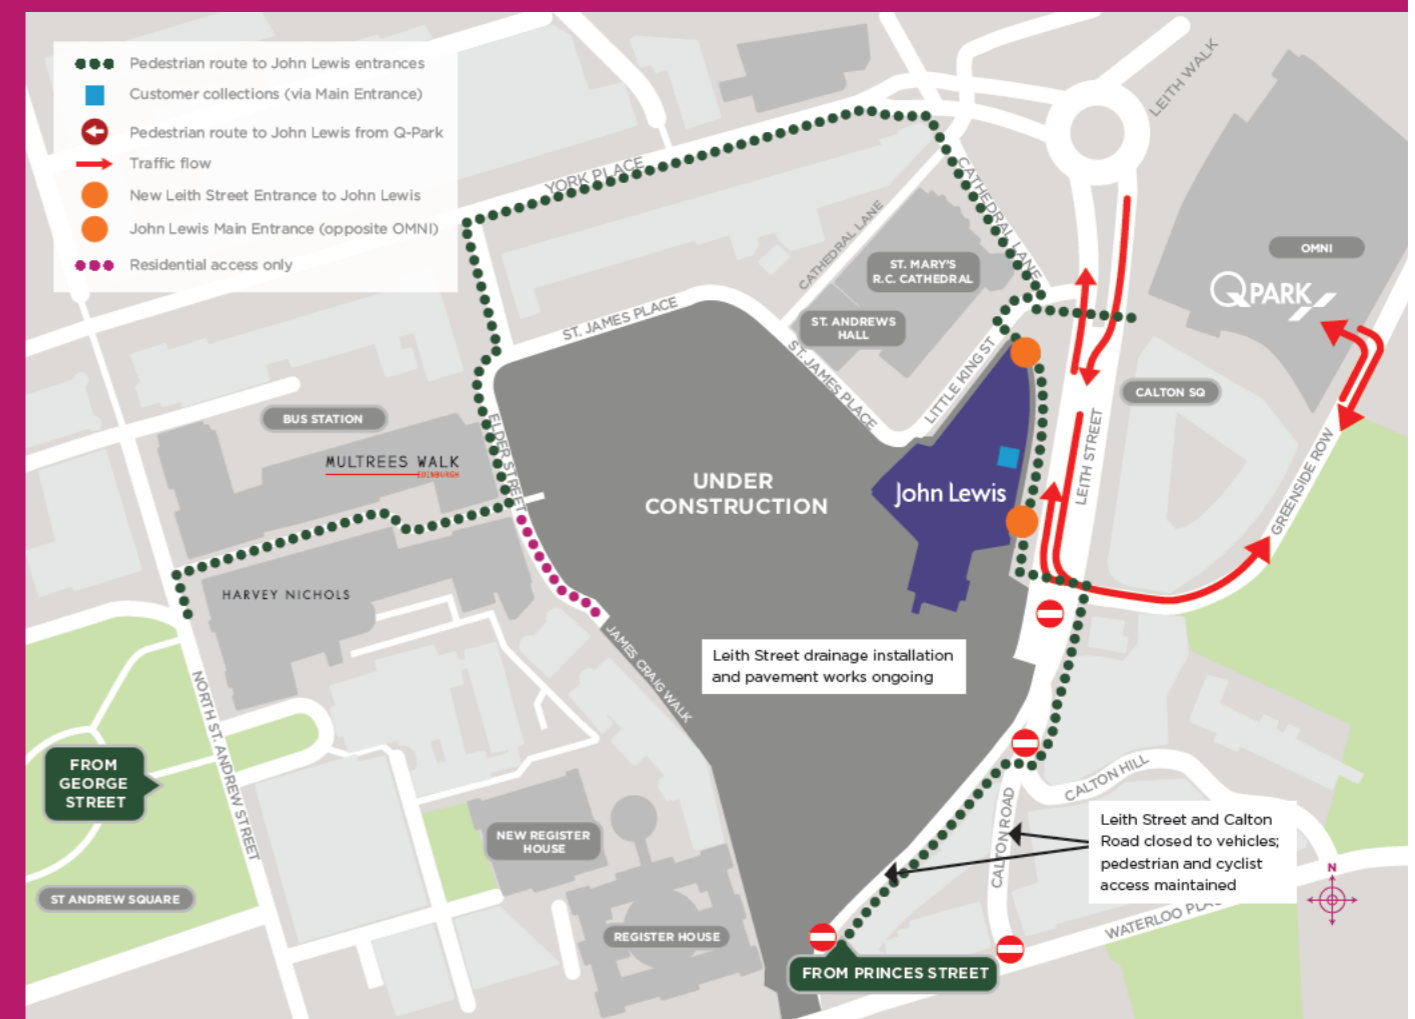 Pedestrian route to John Lewis entrances
Customer collections (via Main Entrance)
Pedestrian route to John Lewis from Q-Park
Traffic flow
New Leith Street Entrance to John Lewis
John Lewis Main Entrance (opposite OMNI)
Residential access only
LEITH WALK
YORK PLACE
CATHEDRAL LANE
CATHEDRAL LANE
OMNI
QPARK
ST. MARY'S
R.C. CATHEDRAL
ST. ANDREWS
HALL
ST. JAMES PLACE
ST. JAMES PLACE
LITTLE KING ST
CALTON SQ
BUS STATION
MULTREES WALK
EDINBURGH
ELDER STREET
UNDER
CONSTRUCTION
John Lewis
LEITH STREET
GREENSIDE ROW
HARVEY NICHOLS
JAMES CRAIG WALK
Leith Street drainage installation
and pavement works ongoing
NORTH ST. ANDREW STREET
FROM
GEORGE
STREET
CALTON HILL
CALTON ROAD
Leith Street and Calton
Road closed to vehicles;
pedestrian and cyclist
access maintained
NEW REGISTER
HOUSE
N
ST ANDREW SQUARE
REGISTER HOUSE
WATERLOO PLAC
FROM PRINCES STREET